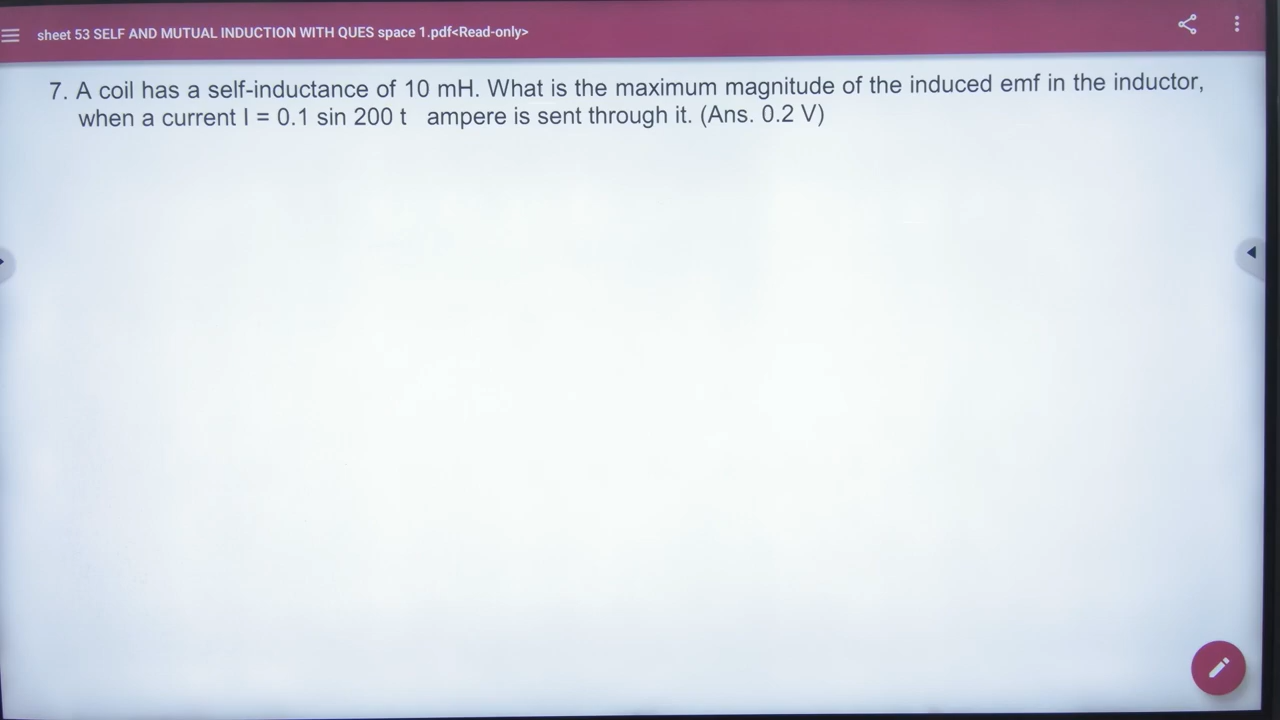 sheet 53 SELF AND MUTUAL INDUCTION WITH QUES space 1.pdf<Read-only>
7. A coil has a self-inductance of 10 mH. What is the maximum magnitude of the induced emf in the inductor,
when a current I = 0.1 sin 200 t ampere is sent through it. (Ans. 0.2 V)